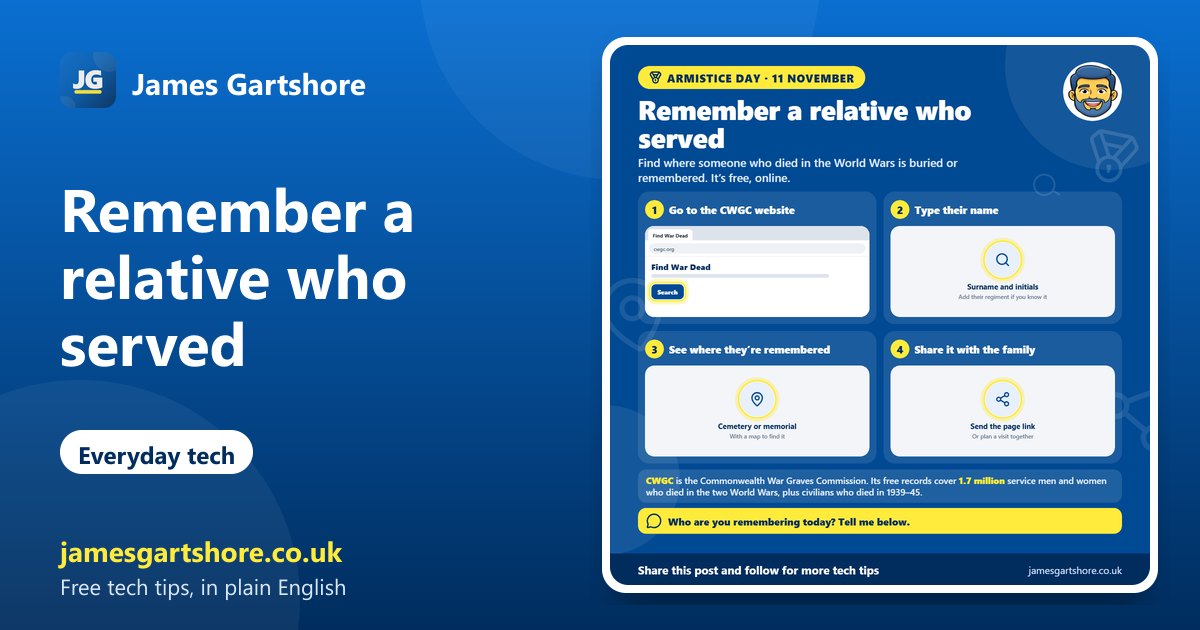 JG
James Gartshore
Remember a
relative who
served
Everyday tech
jamesgartshore.co.uk
Free tech tips, in plain English
ARMISTICE DAY · 11 NOVEMBER
Remember a relative who
served
Find where someone who died in the World Wars is buried or
remembered. It's free, online.
1 Go to the CWGC website
Find War Dead
cwgc.org
Find War Dead
Search
2 Type their name
Surname and initials
Add their regiment if you know it
3 See where they're remembered
Cemetery or memorial
With a map to find it
4 Share it with the family
Send the page link
Or plan a visit together
CWGC is the Commonwealth War Graves Commission. Its free records cover 1.7 million service men and women
who died in the two World Wars, plus civilians who died in 1939–45.
Who are you remembering today? Tell me below.
Share this post and follow for more tech tips
jamesgartshore.co.uk